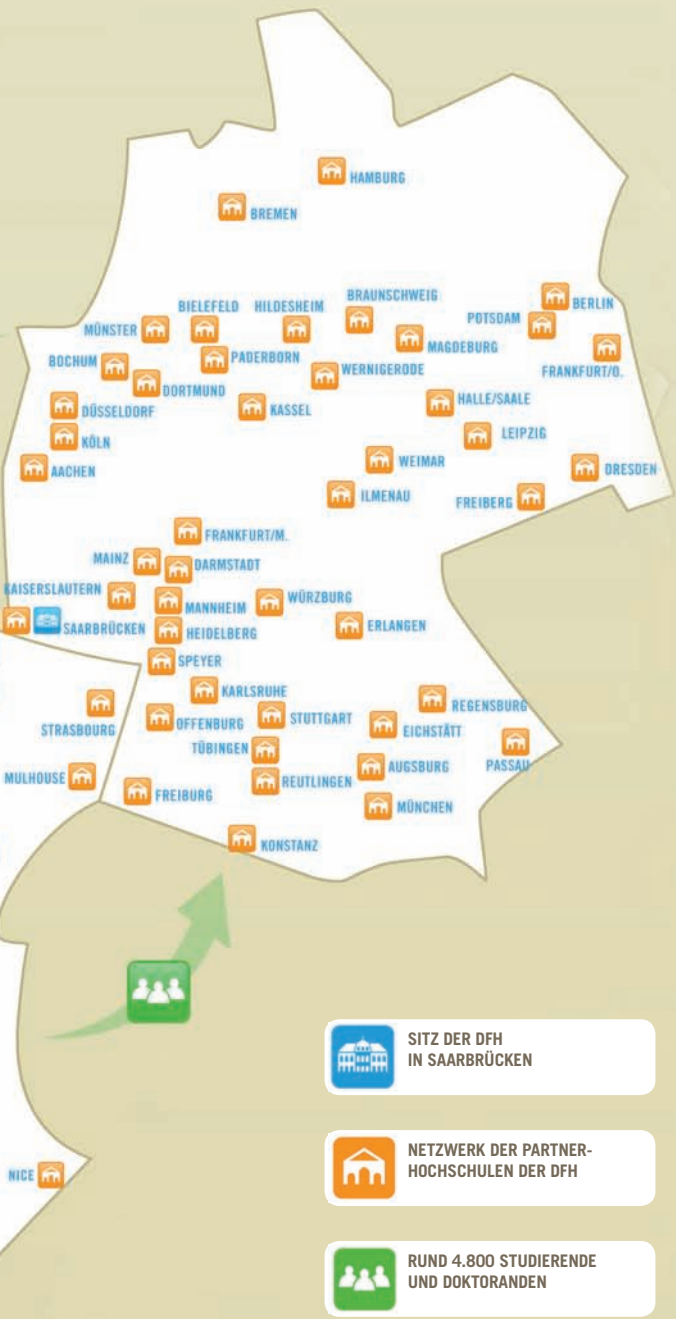 HAMBURG
BREMEN
BRAUNSCHWEIG
BERLIN
BIELEFELD
HILDESHEIM
POTSDAM
MÜNSTER
MAGDEBURG
BOCHUM
PADERBORN
WERNIGERODE
FRANKFURT/O.
DORTMUND
HALLE/SAALE
DÜSSELDORF
KASSEL
LEIPZIG
KÖLN
WEIMAR
DRESDEN
AACHEN
ILMENAU
FREIBERG
FRANKFURT/M.
MAINZ
DARMSTADT
KAISERSLAUTERN
MANNHEIM
WÜRZBURG
SAARBRÜCKEN
HEIDELBERG
ERLANGEN
SPEYER
KARLSRUHE
REGENSBURG
STRASBOURG
OFFENBURG
STUTTGART
EICHSTÄTT
TÜBINGEN
PASSAU
MULHOUSE
REUTLINGEN
AUGSBURG
FREIBURG
MÜNCHEN
KONSTANZ
SITZ DER DFH
IN SAARBRÜCKEN
NETZWERK DER PARTNER-
HOCHSCHULEN DER DFH
NICE
RUND 4.800 STUDIERENDE
UND DOKTORANDEN